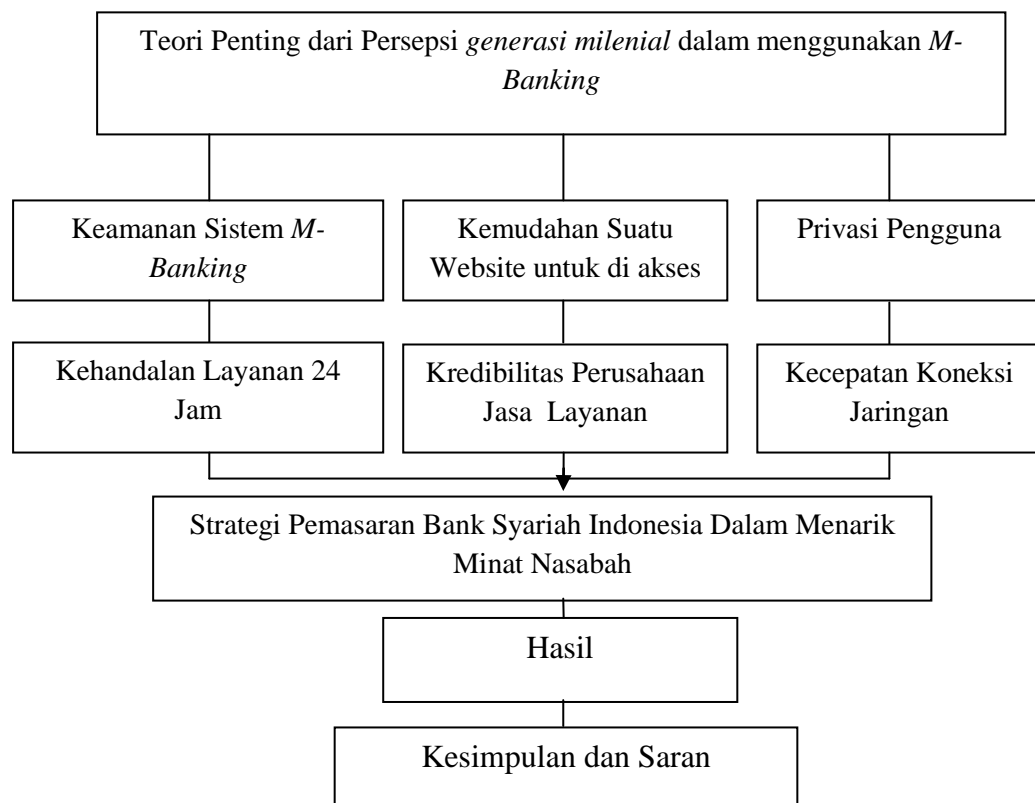 Teori Penting dari Persepsi generasi milenial dalam menggunakan M-
Banking
Keamanan Sistem M-
Banking
Kemudahan Suatu
Website untuk di akses
Privasi Pengguna
Kehandalan Layanan 24
Jam
Kredibilitas Perusahaan
Jasa Layanan
Kecepatan Koneksi
Jaringan
Strategi Pemasaran Bank Syariah Indonesia Dalam Menarik
Minat Nasabah
Hasil
Kesimpulan dan Saran